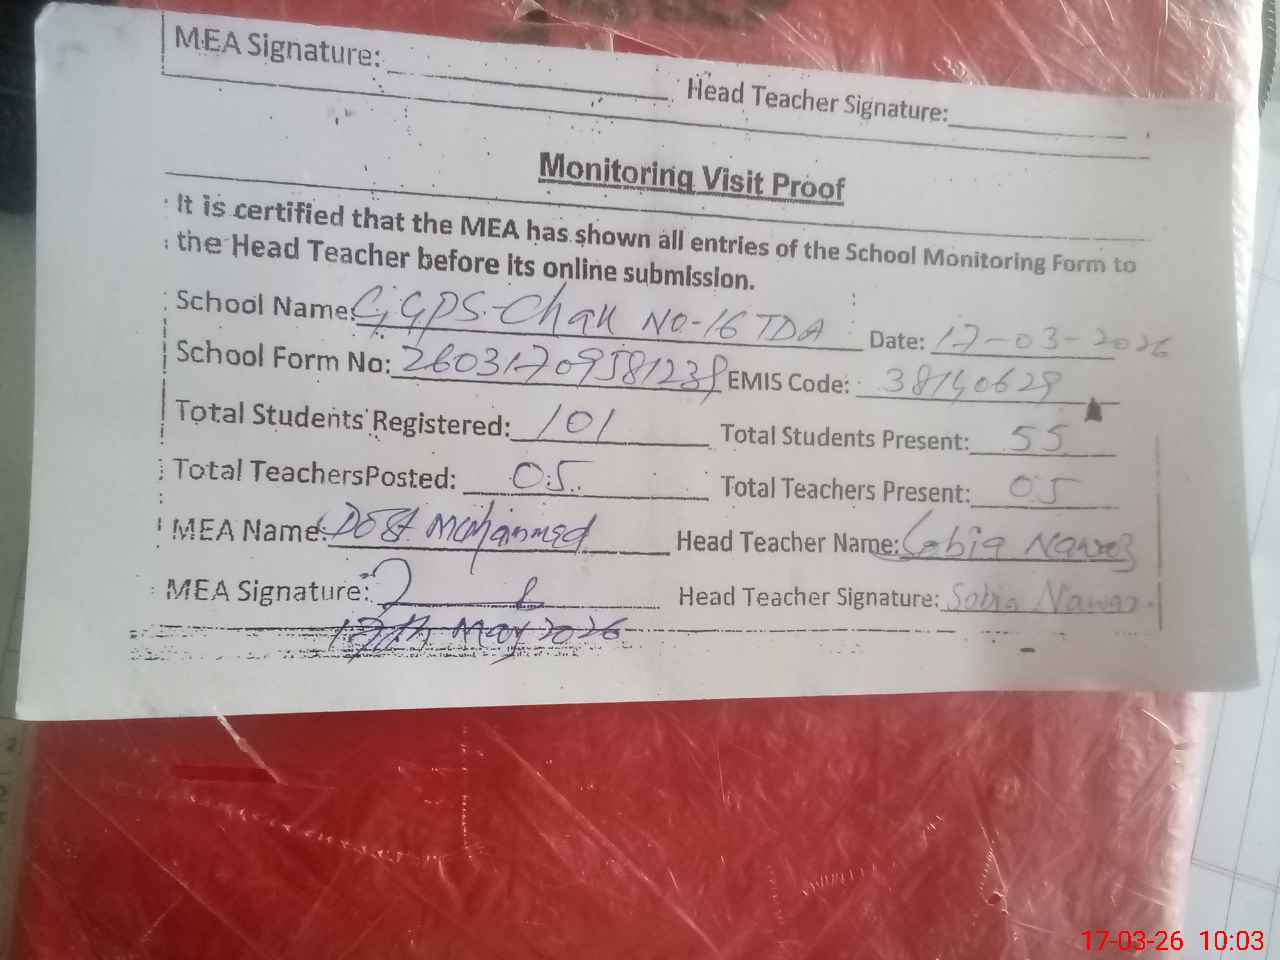 MEA Signature: Head Teacher Signature:
Monitoring Visit Proof
It is certified that the MEA has shown all entries of the School Monitoring Form to
the Head Teacher before its online submission.
School Name: GGPS-Chak NO-16 TDA Date: 17-03-2026
School Form No: 26031709581239 EMIS Code: 38140629
Total Students Registered: 101 Total Students Present: 55
Total TeachersPosted: 05 Total Teachers Present: 05
MEA Name: Dost Mohammed Head Teacher Name: Sobia Nawaz
MEA Signature: Head Teacher Signature: Sobia Nawaz
May 2026
17-03-26 10:03